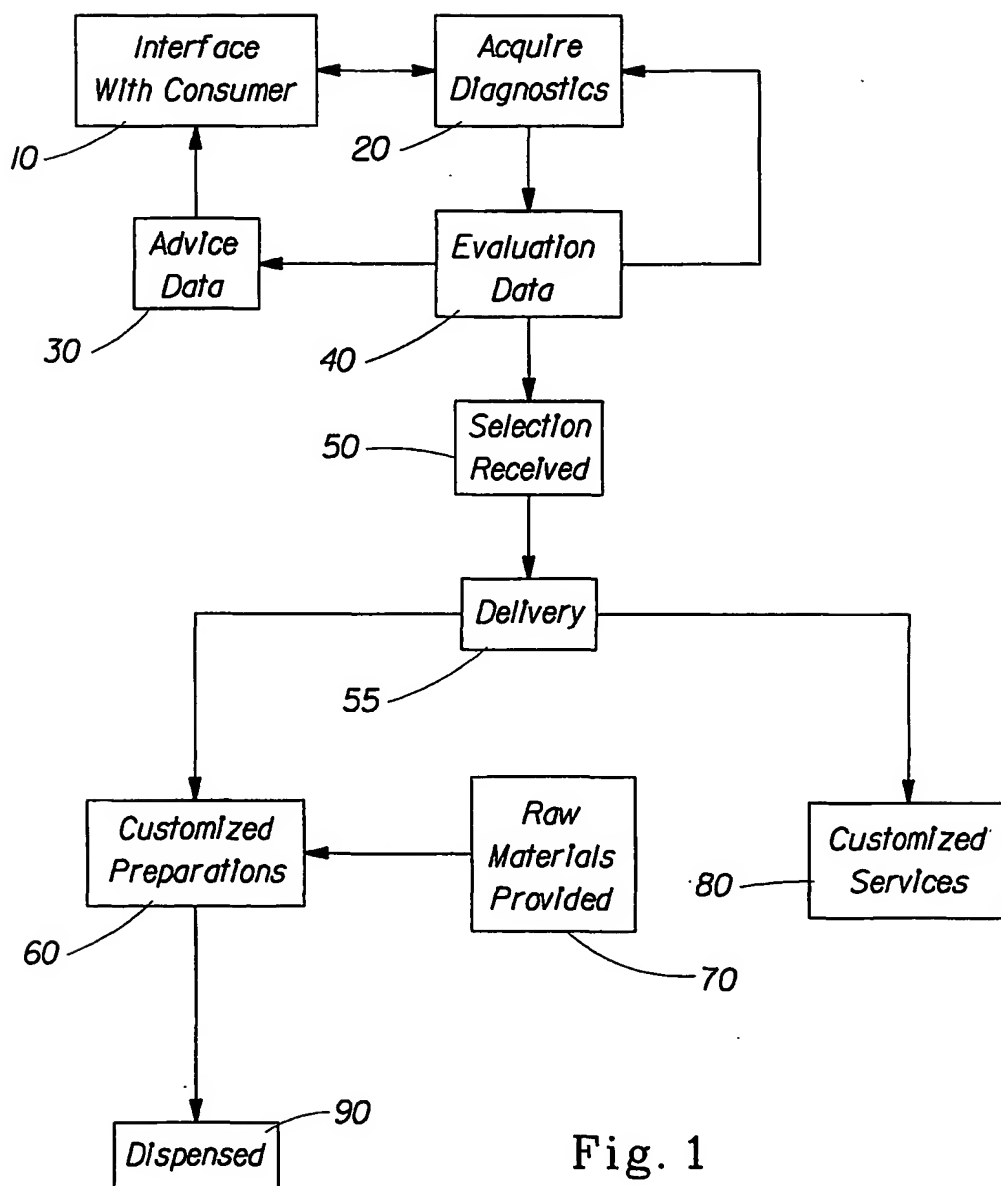 Interface
With Consumer
10
Acquire
Diagnostics
20
Advice
Data
30
Evaluation
Data
40
Selection
Received
50
Delivery
55
Customized
Preparations
60
Raw
Materials
Provided
70
Customized
Services
80
Dispensed
90
Fig. 1